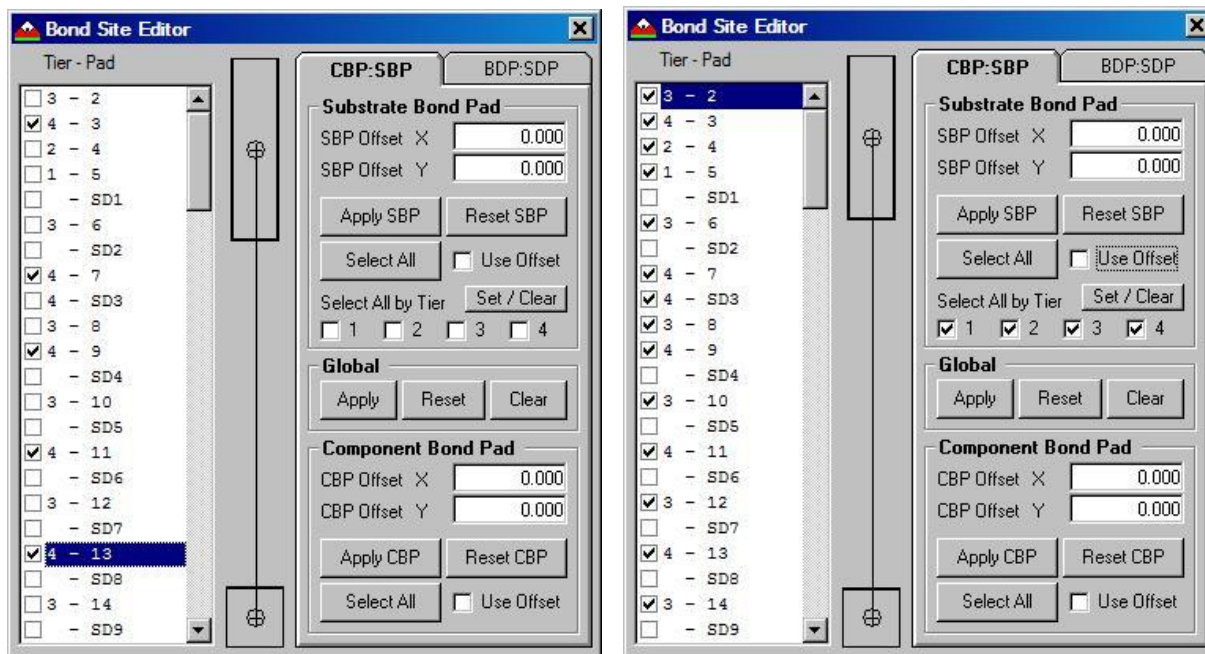 Bond Site Editor
Tier - Pad
3 - 2
4 - 3
2 - 4
1 - 5
- SD1
3 - 6
- SD2
4 - 7
4 - SD3
3 - 8
4 - 9
- SD4
3 - 10
- SD5
4 - 11
- SD6
3 - 12
- SD7
4 - 13
- SD8
3 - 14
- SD9
CBP:SBP BDP:SDP
Substrate Bond Pad
SBP Offset X 0.000
SBP Offset Y 0.000
Apply SBP Reset SBP
Select All Use Offset
Select All by Tier Set / Clear
1 2 3 4
Global
Apply Reset Clear
Component Bond Pad
CBP Offset X 0.000
CBP Offset Y 0.000
Apply CBP Reset CBP
Select All Use Offset
Bond Site Editor
Tier - Pad
3 - 2
4 - 3
2 - 4
1 - 5
- SD1
3 - 6
- SD2
4 - 7
4 - SD3
3 - 8
4 - 9
- SD4
3 - 10
- SD5
4 - 11
- SD6
3 - 12
- SD7
4 - 13
- SD8
3 - 14
- SD9
CBP:SBP BDP:SDP
Substrate Bond Pad
SBP Offset X 0.000
SBP Offset Y 0.000
Apply SBP Reset SBP
Select All Use Offset
Select All by Tier Set / Clear
1 2 3 4
Global
Apply Reset Clear
Component Bond Pad
CBP Offset X 0.000
CBP Offset Y 0.000
Apply CBP Reset CBP
Select All Use Offset